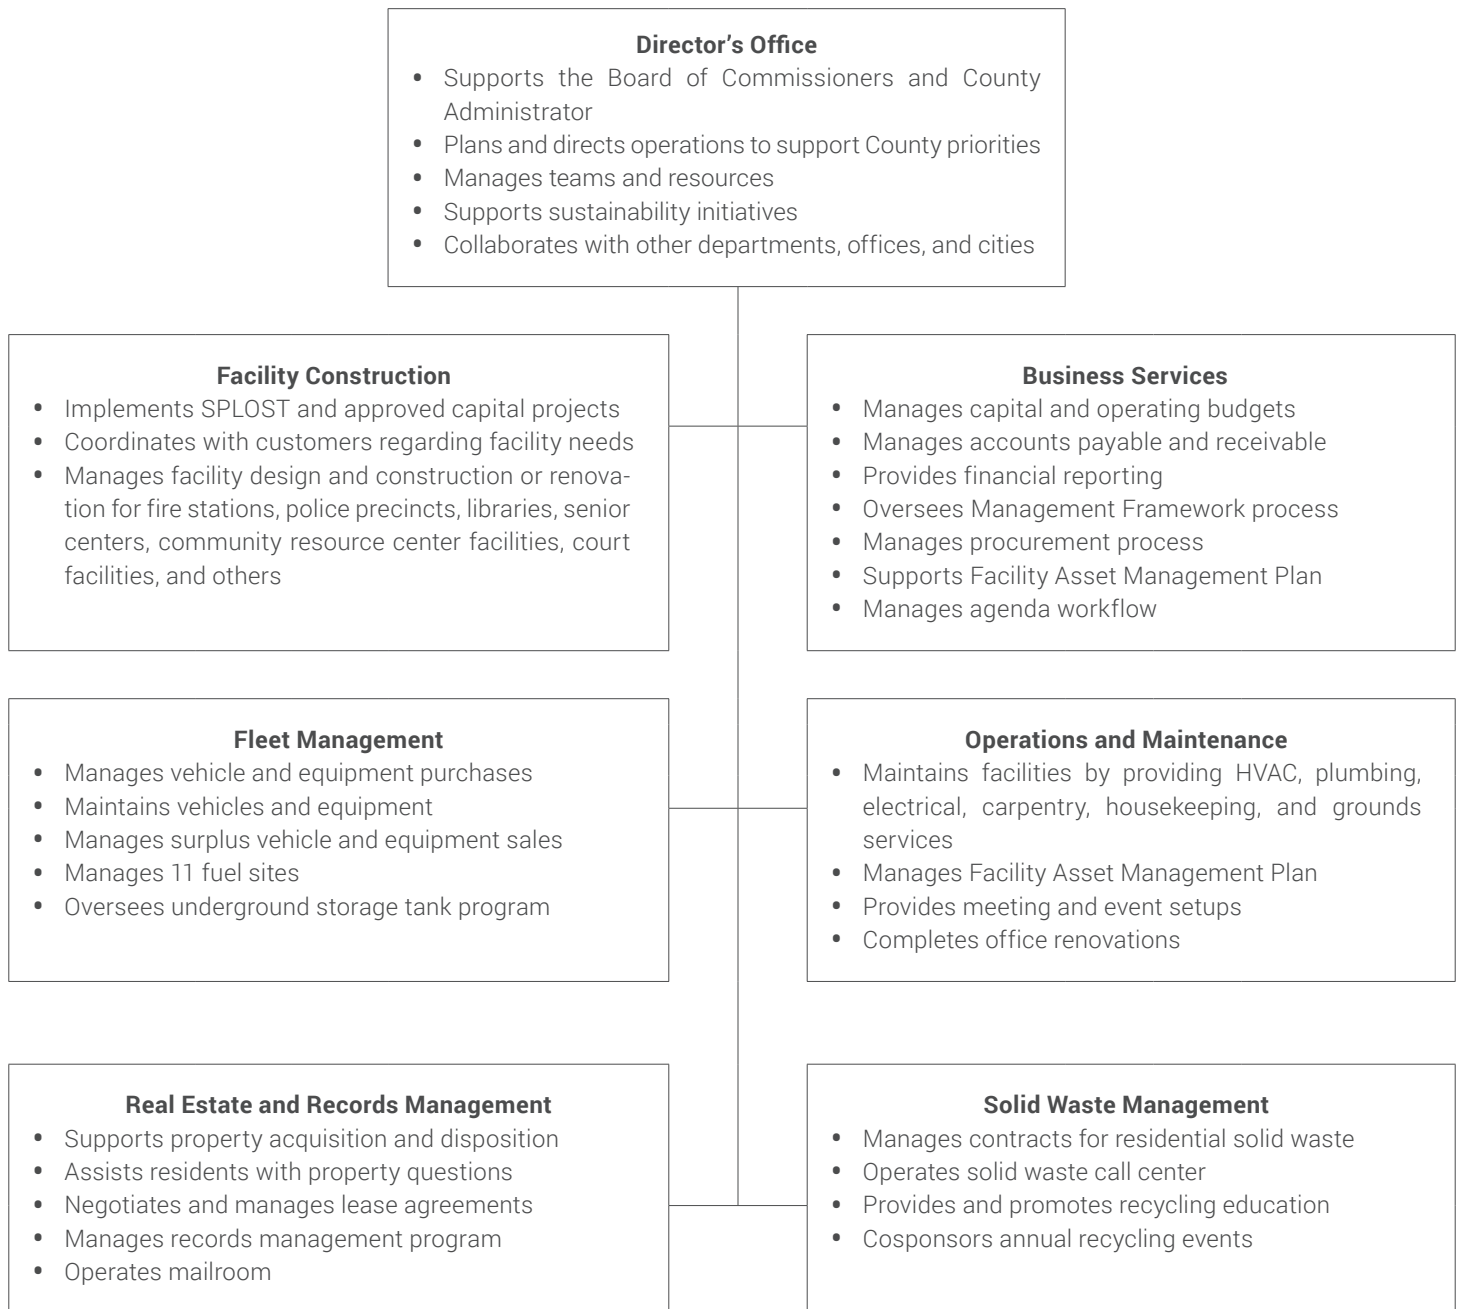 Director’s Office
• Supports the Board of Commissioners and County
Administrator
• Plans and directs operations to support County priorities
• Manages teams and resources
• Supports sustainability initiatives
• Collaborates with other departments, offices, and cities
Facility Construction
• Implements SPLOST and approved capital projects
• Coordinates with customers regarding facility needs
• Manages facility design and construction or renova-
tion for fire stations, police precincts, libraries, senior
centers, community resource center facilities, court
facilities, and others
Business Services
• Manages capital and operating budgets
• Manages accounts payable and receivable
• Provides financial reporting
• Oversees Management Framework process
• Manages procurement process
• Supports Facility Asset Management Plan
• Manages agenda workflow
Fleet Management
• Manages vehicle and equipment purchases
• Maintains vehicles and equipment
• Manages surplus vehicle and equipment sales
• Manages 11 fuel sites
• Oversees underground storage tank program
Operations and Maintenance
• Maintains facilities by providing HVAC, plumbing,
electrical, carpentry, housekeeping, and grounds
services
• Manages Facility Asset Management Plan
• Provides meeting and event setups
• Completes office renovations
Real Estate and Records Management
• Supports property acquisition and disposition
• Assists residents with property questions
• Negotiates and manages lease agreements
• Manages records management program
• Operates mailroom
Solid Waste Management
• Manages contracts for residential solid waste
• Operates solid waste call center
• Provides and promotes recycling education
• Cosponsors annual recycling events